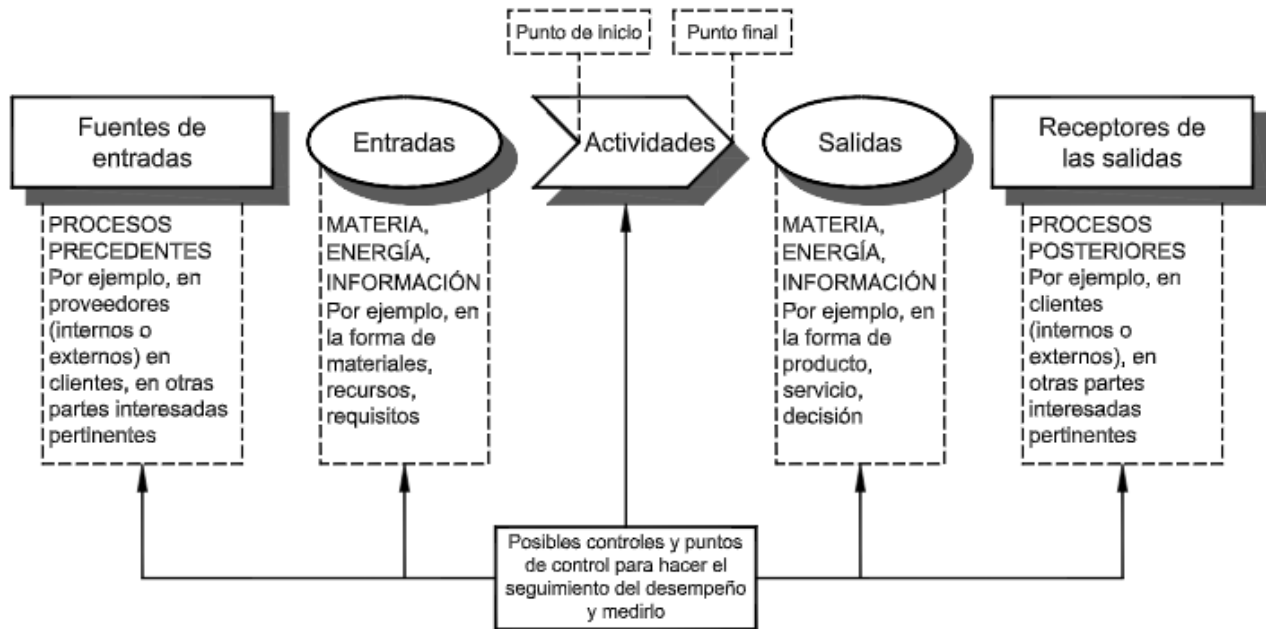 Punto de inicio
Punto final
Fuentes de
entradas
Entradas
Actividades
Salidas
Receptores de
las salidas
PROCESOS
PRECEDENTES
Por ejemplo, en
proveedores
(internos o
externos) en
clientes, en otras
partes interesadas
pertinentes
MATERIA,
ENERGÍA,
INFORMACIÓN
Por ejemplo, en
la forma de
materiales,
recursos,
requisitos
MATERIA,
ENERGÍA,
INFORMACIÓN
Por ejemplo, en
la forma de
producto,
servicio,
decisión
PROCESOS
POSTERIORES
Por ejemplo, en
clientes
(internos o
externos), en
otras partes
interesadas
pertinentes
Posibles controles y puntos
de control para hacer el
seguimiento del desempeño
y medirlo